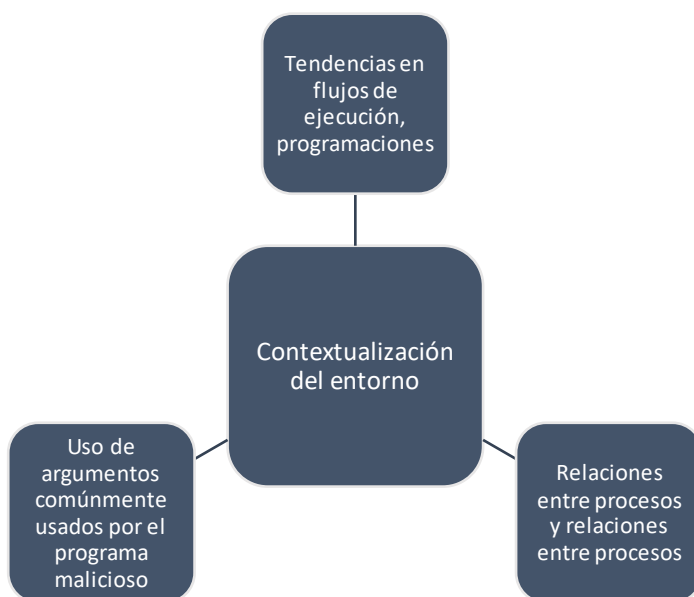 Tendencias en
flujos de
ejecución,
programaciones
Contextualización
del entorno
Uso de
argumentos
comúnmente
usados por el
programa
malicioso
Relaciones
entre procesos
y relaciones
entre procesos